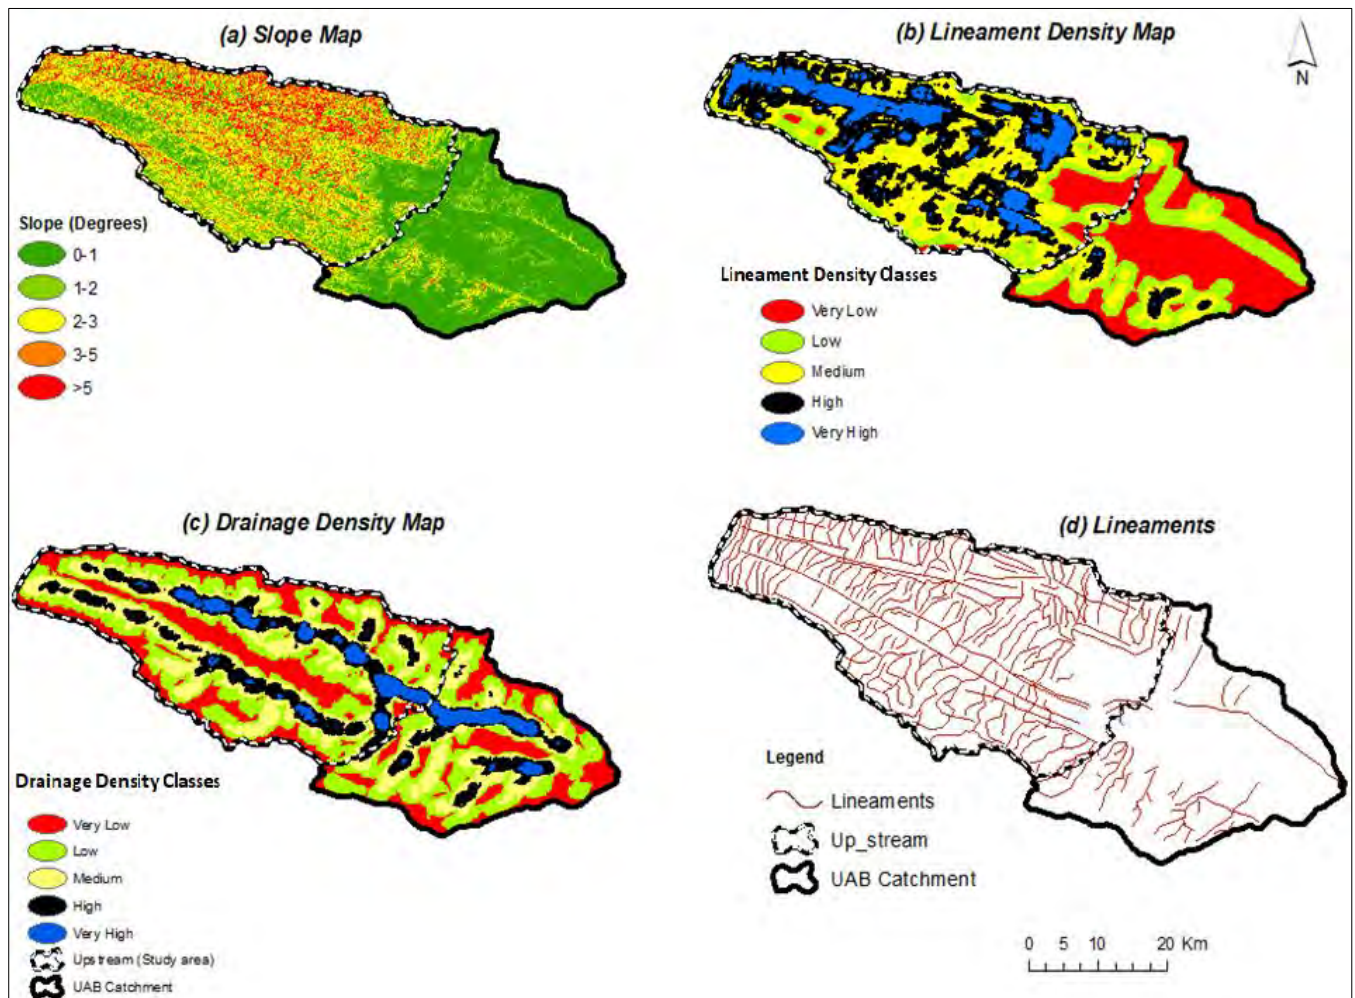 (a) Slope Map
Slope (Degrees)
0-1
1-2
2-3
3-5
>5
(b) Lineament Density Map
N
Lineament Density Classes
Very Low
Low
Medium
High
Very High
(c) Drainage Density Map
Drainage Density Classes
Very Low
Low
Medium
High
Very High
Upstream (Study area)
UAB Catchment
(d) Lineaments
Legend
Lineaments
Up_stream
UAB Catchment
0 5 10 20 Km